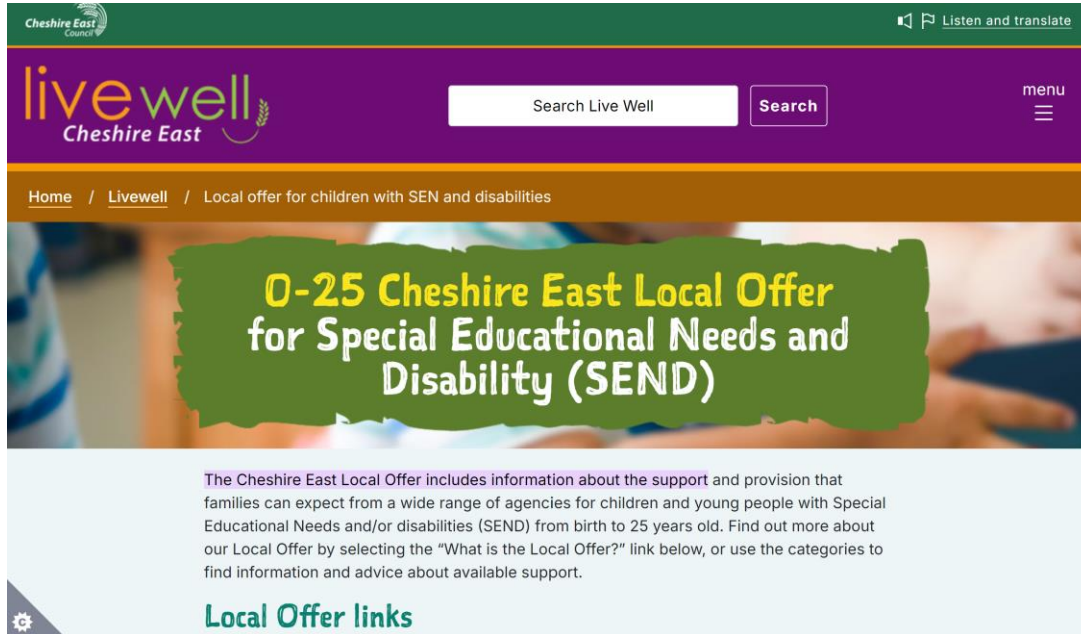 Cheshire East
Council
Listen and translate
livewell
Cheshire East
Search Live Well
Search
menu
Home / Livewell / Local offer for children with SEN and disabilities
0-25 Cheshire East Local Offer
for Special Educational Needs and
Disability (SEND)
The Cheshire East Local Offer includes information about the support and provision that
families can expect from a wide range of agencies for children and young people with Special
Educational Needs and/or disabilities (SEND) from birth to 25 years old. Find out more about
our Local Offer by selecting the “What is the Local Offer?” link below, or use the categories to
find information and advice about available support.
Local Offer links
C